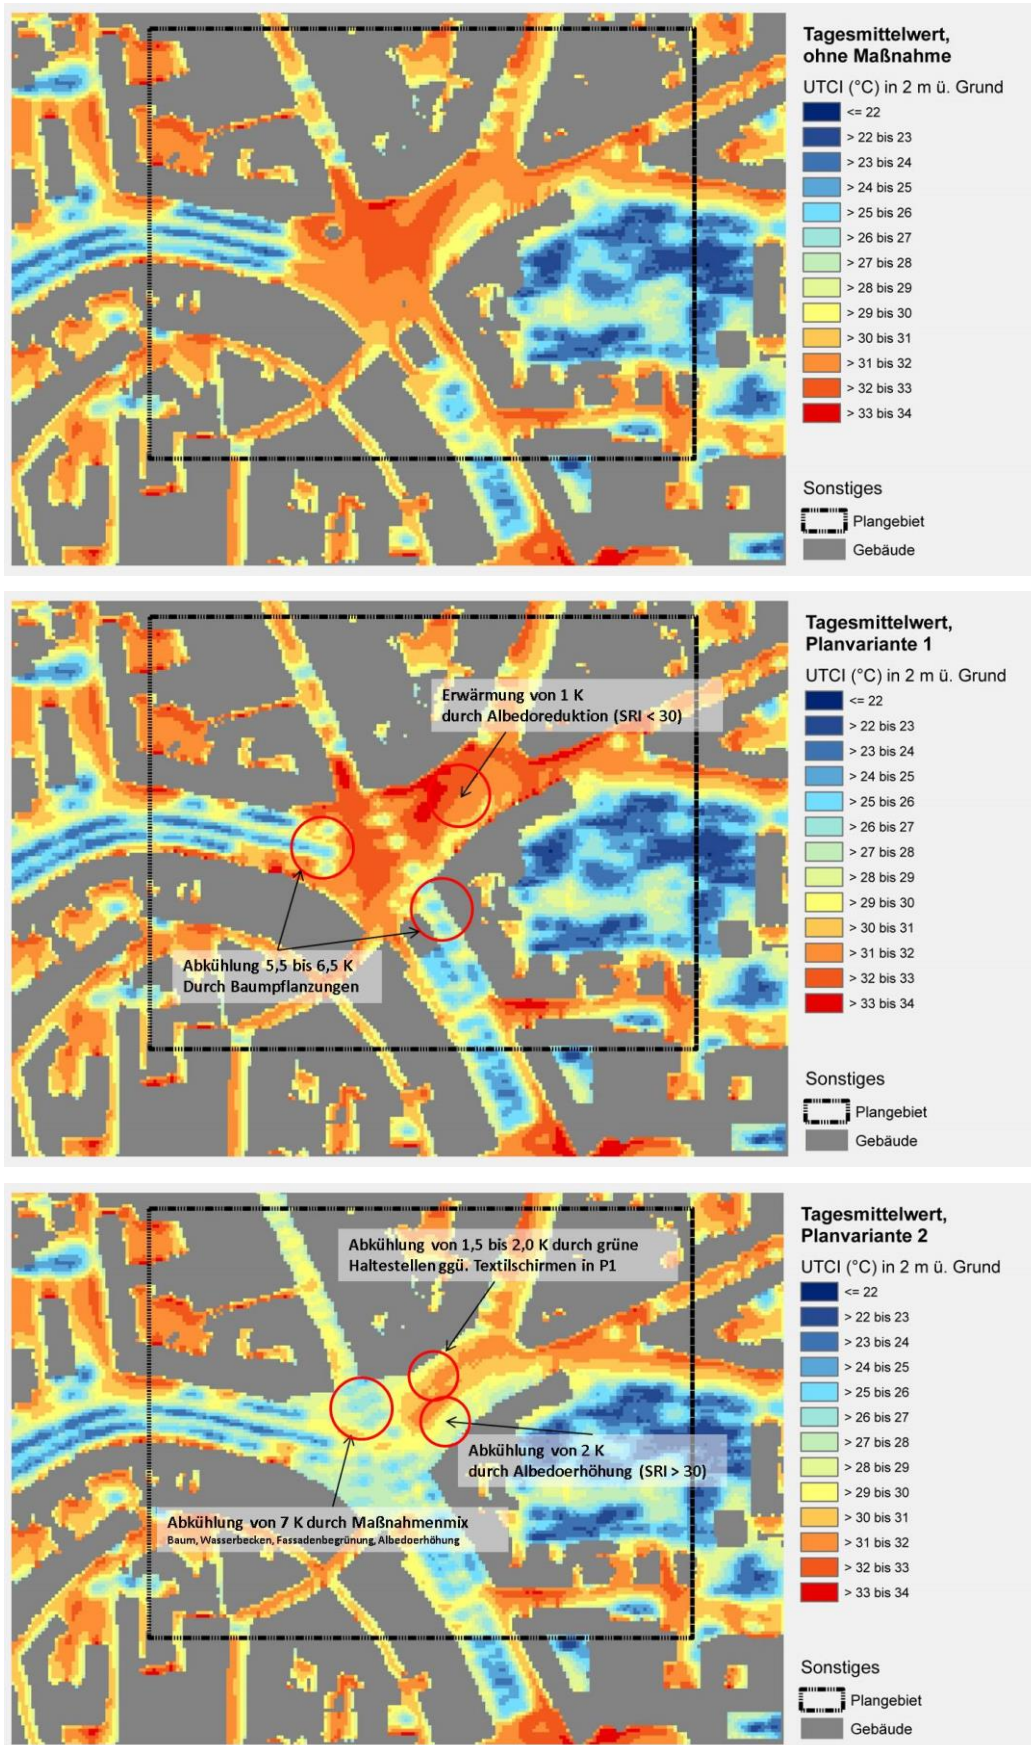 Tagesmittelwert,
ohne Maßnahme
UTCI (°C) in 2 m ü. Grund
<= 22
> 22 bis 23
> 23 bis 24
> 24 bis 25
> 25 bis 26
> 26 bis 27
> 27 bis 28
> 28 bis 29
> 29 bis 30
> 30 bis 31
> 31 bis 32
> 32 bis 33
> 33 bis 34
Sonstiges
Plangebiet
Gebäude
Erwärmung von 1 K
durch Albedoreduktion (SRI < 30)
Abkühlung 5,5 bis 6,5 K
Durch Baumpflanzungen
Tagesmittelwert,
Planvariante 1
UTCI (°C) in 2 m ü. Grund
<= 22
> 22 bis 23
> 23 bis 24
> 24 bis 25
> 25 bis 26
> 26 bis 27
> 27 bis 28
> 28 bis 29
> 29 bis 30
> 30 bis 31
> 31 bis 32
> 32 bis 33
> 33 bis 34
Sonstiges
Plangebiet
Gebäude
Abkühlung von 1,5 bis 2,0 K durch grüne
Haltestellen ggü. Textilschirmen in P1
Abkühlung von 2 K
durch Albedoerhöhung (SRI > 30)
Abkühlung von 7 K durch Maßnahmenmix
Baum, Wasserbecken, Fassadenbegrünung, Albedoerhöhung
Tagesmittelwert,
Planvariante 2
UTCI (°C) in 2 m ü. Grund
<= 22
> 22 bis 23
> 23 bis 24
> 24 bis 25
> 25 bis 26
> 26 bis 27
> 27 bis 28
> 28 bis 29
> 29 bis 30
> 30 bis 31
> 31 bis 32
> 32 bis 33
> 33 bis 34
Sonstiges
Plangebiet
Gebäude